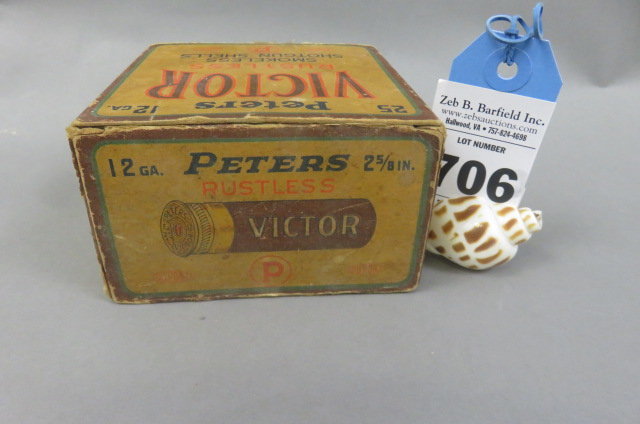 25 Peters 12 GA.
VICTOR
RUSTLESS
SMOKELESS
SHOTGUN SHELLS
P
12 GA. PETERS 2 5/8 IN.
RUSTLESS
VICTOR
P
Zeb B. Barfield Inc.
www.zebsauctions.com
Hallwood, VA • 757-824-4698
LOT NUMBER
706